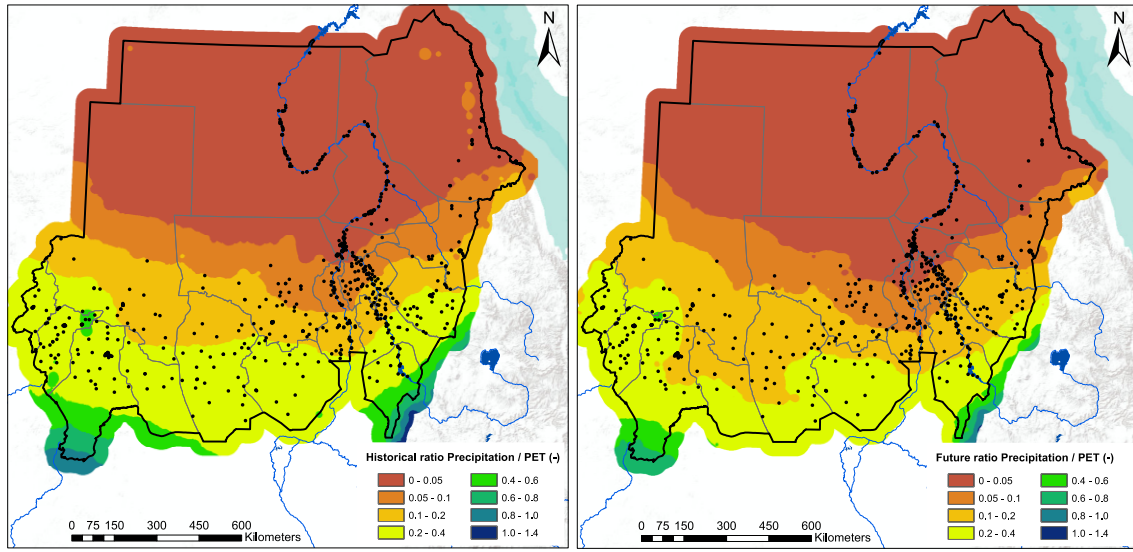 N
Historical ratio Precipitation / PET (-)
0 - 0.05
0.05 - 0.1
0.1 - 0.2
0.2 - 0.4
0.4 - 0.6
0.6 - 0.8
0.8 - 1.0
1.0 - 1.4
0 75 150 300 450 600
Kilometers
N
Future ratio Precipitation / PET (-)
0 - 0.05
0.05 - 0.1
0.1 - 0.2
0.2 - 0.4
0.4 - 0.6
0.6 - 0.8
0.8 - 1.0
1.0 - 1.4
0 75 150 300 450 600
Kilometers